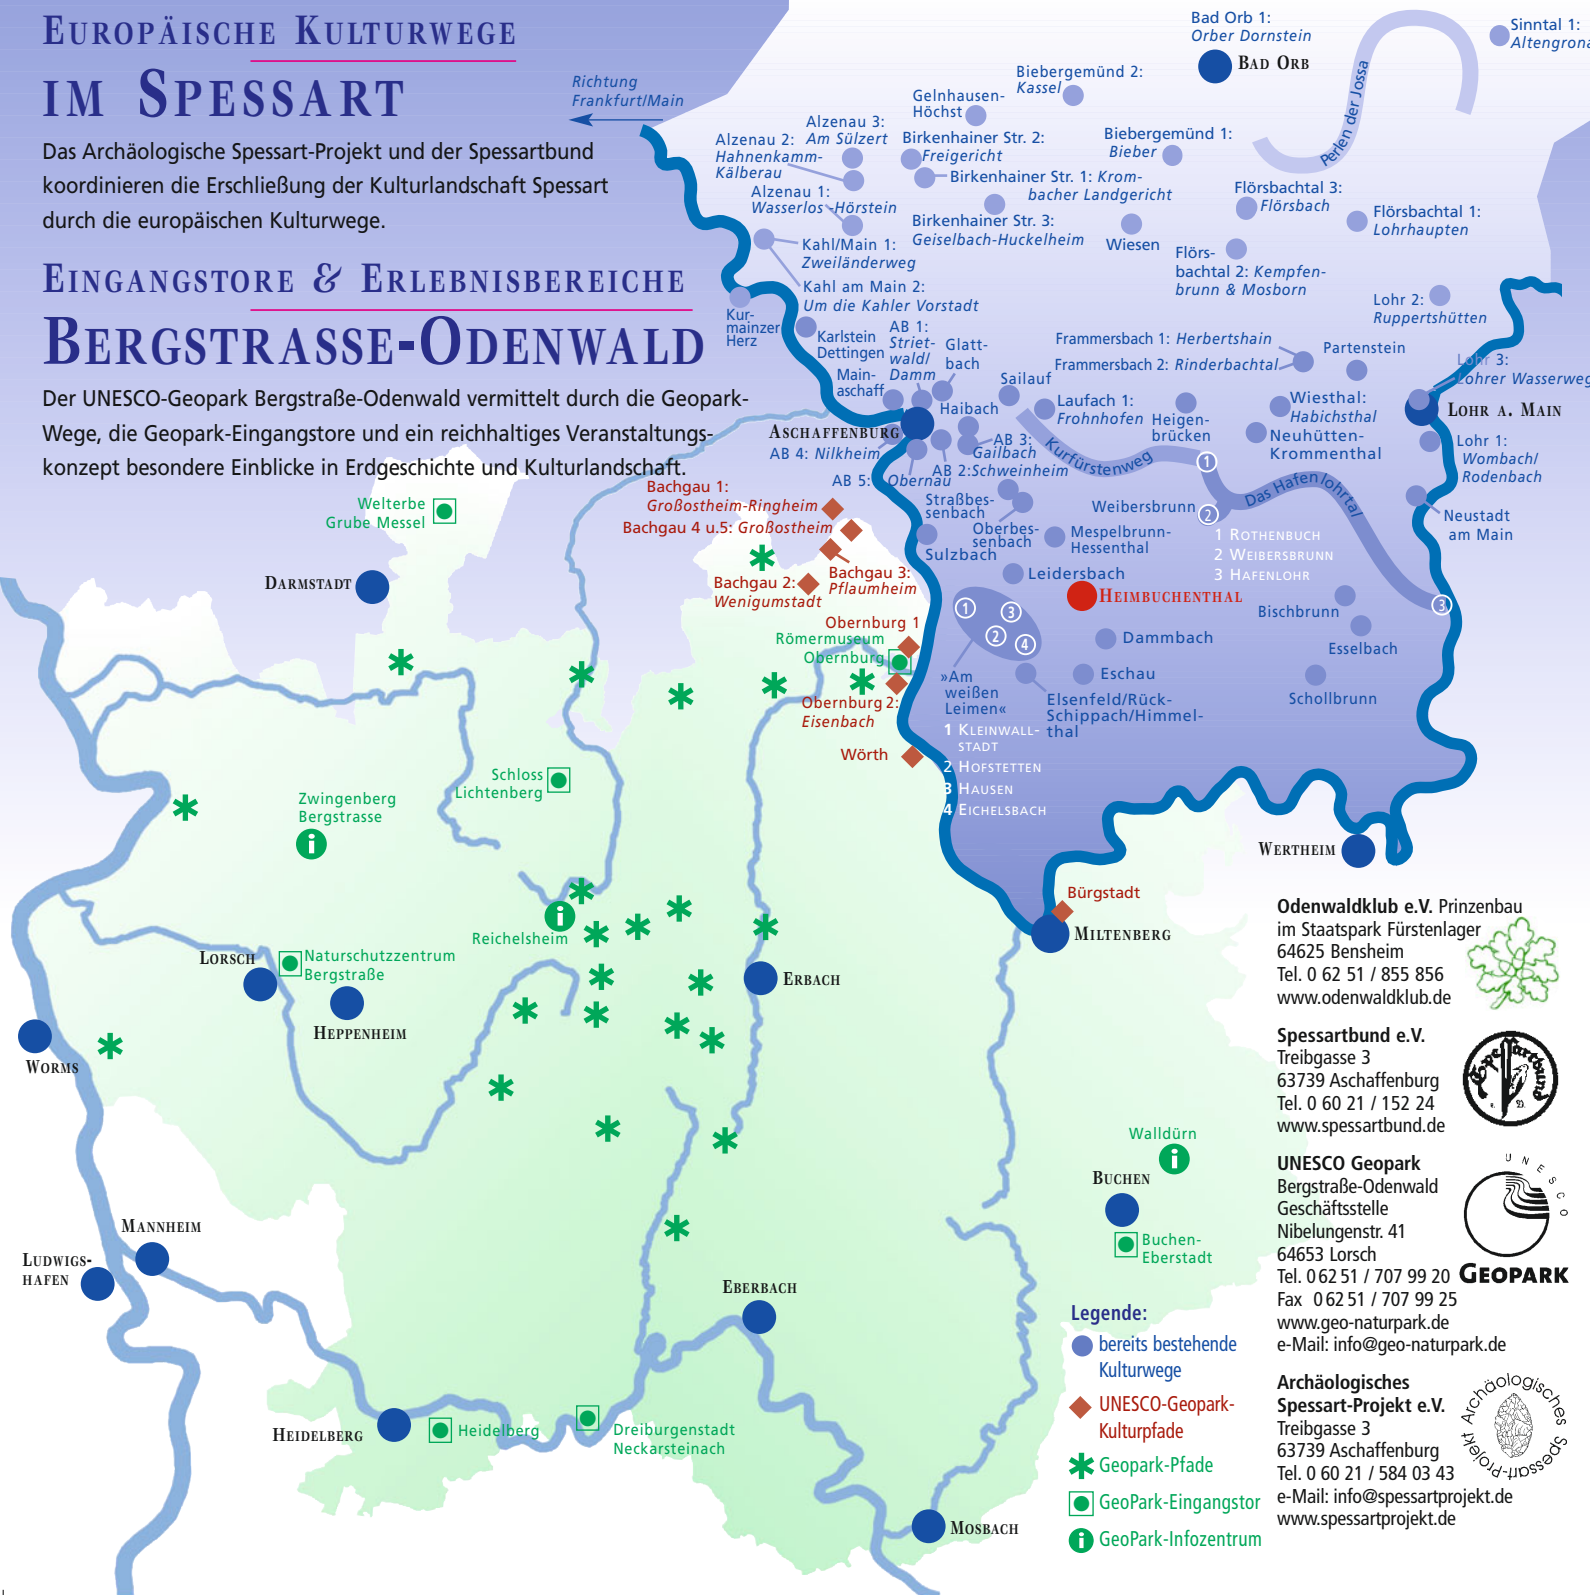 EUROPÄISCHE KULTURWEGE
IM SPESSART
Das Archäologische Spessart-Projekt und der Spessartbund
koordinieren die Erschließung der Kulturlandschaft Spessart
durch die europäischen Kulturwege.
EINGANGSTORE & ERLEBNISBEREICHE
BERGSTRASSE-ODENWALD
Der UNESCO-Geopark Bergstraße-Odenwald vermittelt durch die Geopark-
Wege, die Geopark-Eingangstore und ein reichhaltiges Veranstaltungs-
konzept besondere Einblicke in Erdgeschichte und Kulturlandschaft.
Richtung
Frankfurt/Main
Bad Orb 1:
Orber Dornstein
BAD ORB
Sinntal 1:
Altengrona
Perlen der Jossa
Biebergemünd 2:
Kassel
Gelnhausen-
Höchst
Alzenau 3:
Am Sülzert
Alzenau 2:
Hahnenkamm-
Kälberau
Birkenhainer Str. 2:
Freigericht
Biebergemünd 1:
Bieber
Birkenhainer Str. 1: Krom-
bacher Landgericht
Alzenau 1:
Wasserlos-Hörstein
Flörsbachtal 3:
Flörsbach
Flörsbachtal 1:
Lohrhaupten
Birkenhainer Str. 3:
Geiselbach-Huckelheim
Wiesen
Kahl/Main 1:
Zweiländerweg
Flörs-
bachtal 2: Kempfen-
brunn & Mosborn
Kahl am Main 2:
Um die Kahler Vorstadt
Lohr 2:
Ruppertshütten
Kur-
mainzer
Herz
Karlstein
Dettingen
AB 1:
Striet-
wald/
Damm
Glatt-
bach
Frammersbach 1: Herbertshain
Frammersbach 2: Rinderbachtal
Partenstein
Lohr 3:
Lohrer Wasserweg
Main-
aschaff
Sailauf
Laufach 1:
Frohnhofen
Heigen-
brücken
Wiesthal:
Habichsthal
LOHR A. MAIN
Haibach
ASCHAFFENBURG
AB 4: Nilkheim
AB 3:
Gailbach
AB 2:Schweinheim
AB 5: Obernau
Kurfürstenweg
1
Neuhütten-
Krommenthal
Lohr 1:
Wombach/
Rodenbach
Das Hafenlohrtal
Bachgau 1:
Großostheim-Ringheim
Bachgau 4 u.5: Großostheim
Straßbes-
senbach
Oberbes-
senbach
Weibersbrunn
2
Neustadt
am Main
Welterbe
Grube Messel
Sulzbach
Mespelbrunn-
Hessenthal
1 ROTHENBUCH
2 WEIBERSBRUNN
3 HAFENLOHR
Bachgau 3:
Pflaumheim
Bachgau 2:
Wenigumstadt
Leidersbach
HEIMBUCHENTHAL
DARMSTADT
Bischbrunn
3
Esselbach
Obernburg 1
Römermuseum
Obernburg
1
3
2
4
Dammbach
Eschau
»Am
weißen
Leimen«
Elsenfeld/Rück-
Schippach/Himmel-
thal
Schollbrunn
Obernburg 2:
Eisenbach
1 KLEINWALL-
STADT
2 HOFSTETTEN
3 HAUSEN
4 EICHELSBACH
Wörth
Schloss
Lichtenberg
Zwingenberg
Bergstrasse
i
WERTHEIM
Bürgstadt
MILTENBERG
i
Reichelsheim
LORSCH
Naturschutzzentrum
Bergstraße
HEPPENHEIM
ERBACH
WORMS
Walldürn
i
BUCHEN
Buchen-
Eberstadt
MANNHEIM
LUDWIGS-
HAFEN
EBERBACH
HEIDELBERG
Heidelberg
Dreiburgenstadt
Neckarsteinach
MOSBACH
Legende:
bereits bestehende
Kulturwege
UNESCO-Geopark-
Kulturpfade
Geopark-Pfade
GeoPark-Eingangstor
i GeoPark-Infozentrum
Odenwaldklub e.V. Prinzenbau
im Staatspark Fürstenlager
64625 Bensheim
Tel. 0 62 51 / 855 856
www.odenwaldklub.de
Spessartbund e.V.
Treibgasse 3
63739 Aschaffenburg
Tel. 0 60 21 / 152 24
www.spessartbund.de
Spessartbund
e. V.
UNESCO Geopark
Bergstraße-Odenwald
Geschäftsstelle
Nibelungenstr. 41
64653 Lorsch
Tel. 0 62 51 / 707 99 20
Fax 0 62 51 / 707 99 25
www.geo-naturpark.de
e-Mail: info@geo-naturpark.de
UNESCO
GEOPARK
Archäologisches
Spessart-Projekt e.V.
Treibgasse 3
63739 Aschaffenburg
Tel. 0 60 21 / 584 03 43
e-Mail: info@spessartprojekt.de
www.spessartprojekt.de
Archäologisches Spessart-Projekt